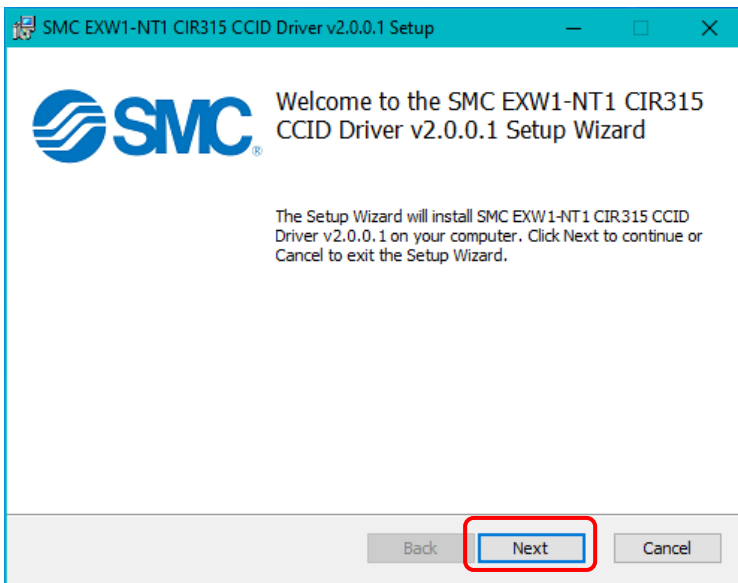 SMC EXW1-NT1 CIR315 CCID Driver v2.0.0.1 Setup
SMC®
Welcome to the SMC EXW1-NT1 CIR315
CCID Driver v2.0.0.1 Setup Wizard
The Setup Wizard will install SMC EXW1-NT1 CIR315 CCID
Driver v2.0.0.1 on your computer. Click Next to continue or
Cancel to exit the Setup Wizard.
Back Next Cancel